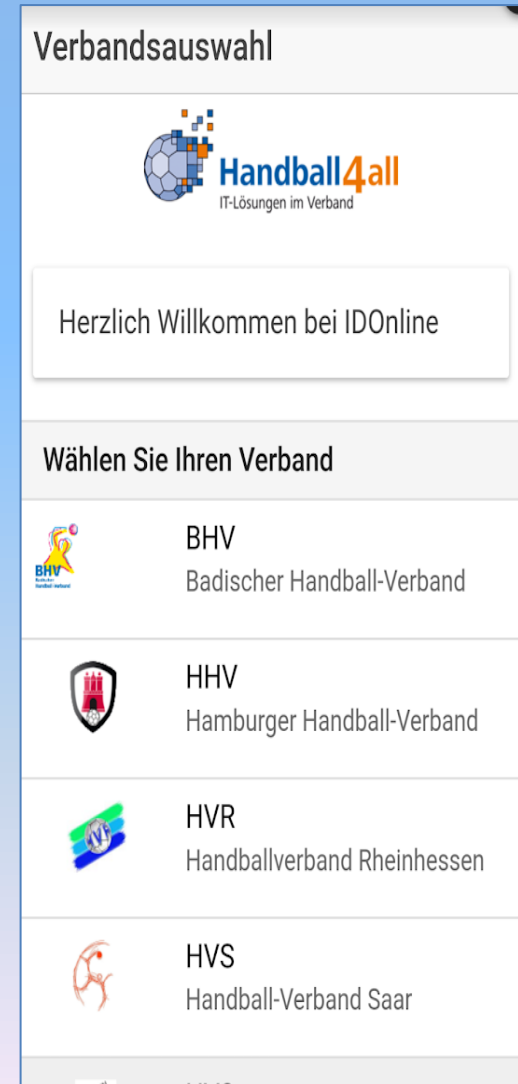 Verbandsauswahl
Handball4all
IT-Lösungen im Verband
Herzlich Willkommen bei IDOnline
Wählen Sie Ihren Verband
BHV
BHV
Badischer Handball-Verband
HHV
Hamburger Handball-Verband
HVR
Handballverband Rheinhessen
HVS
Handball-Verband Saar